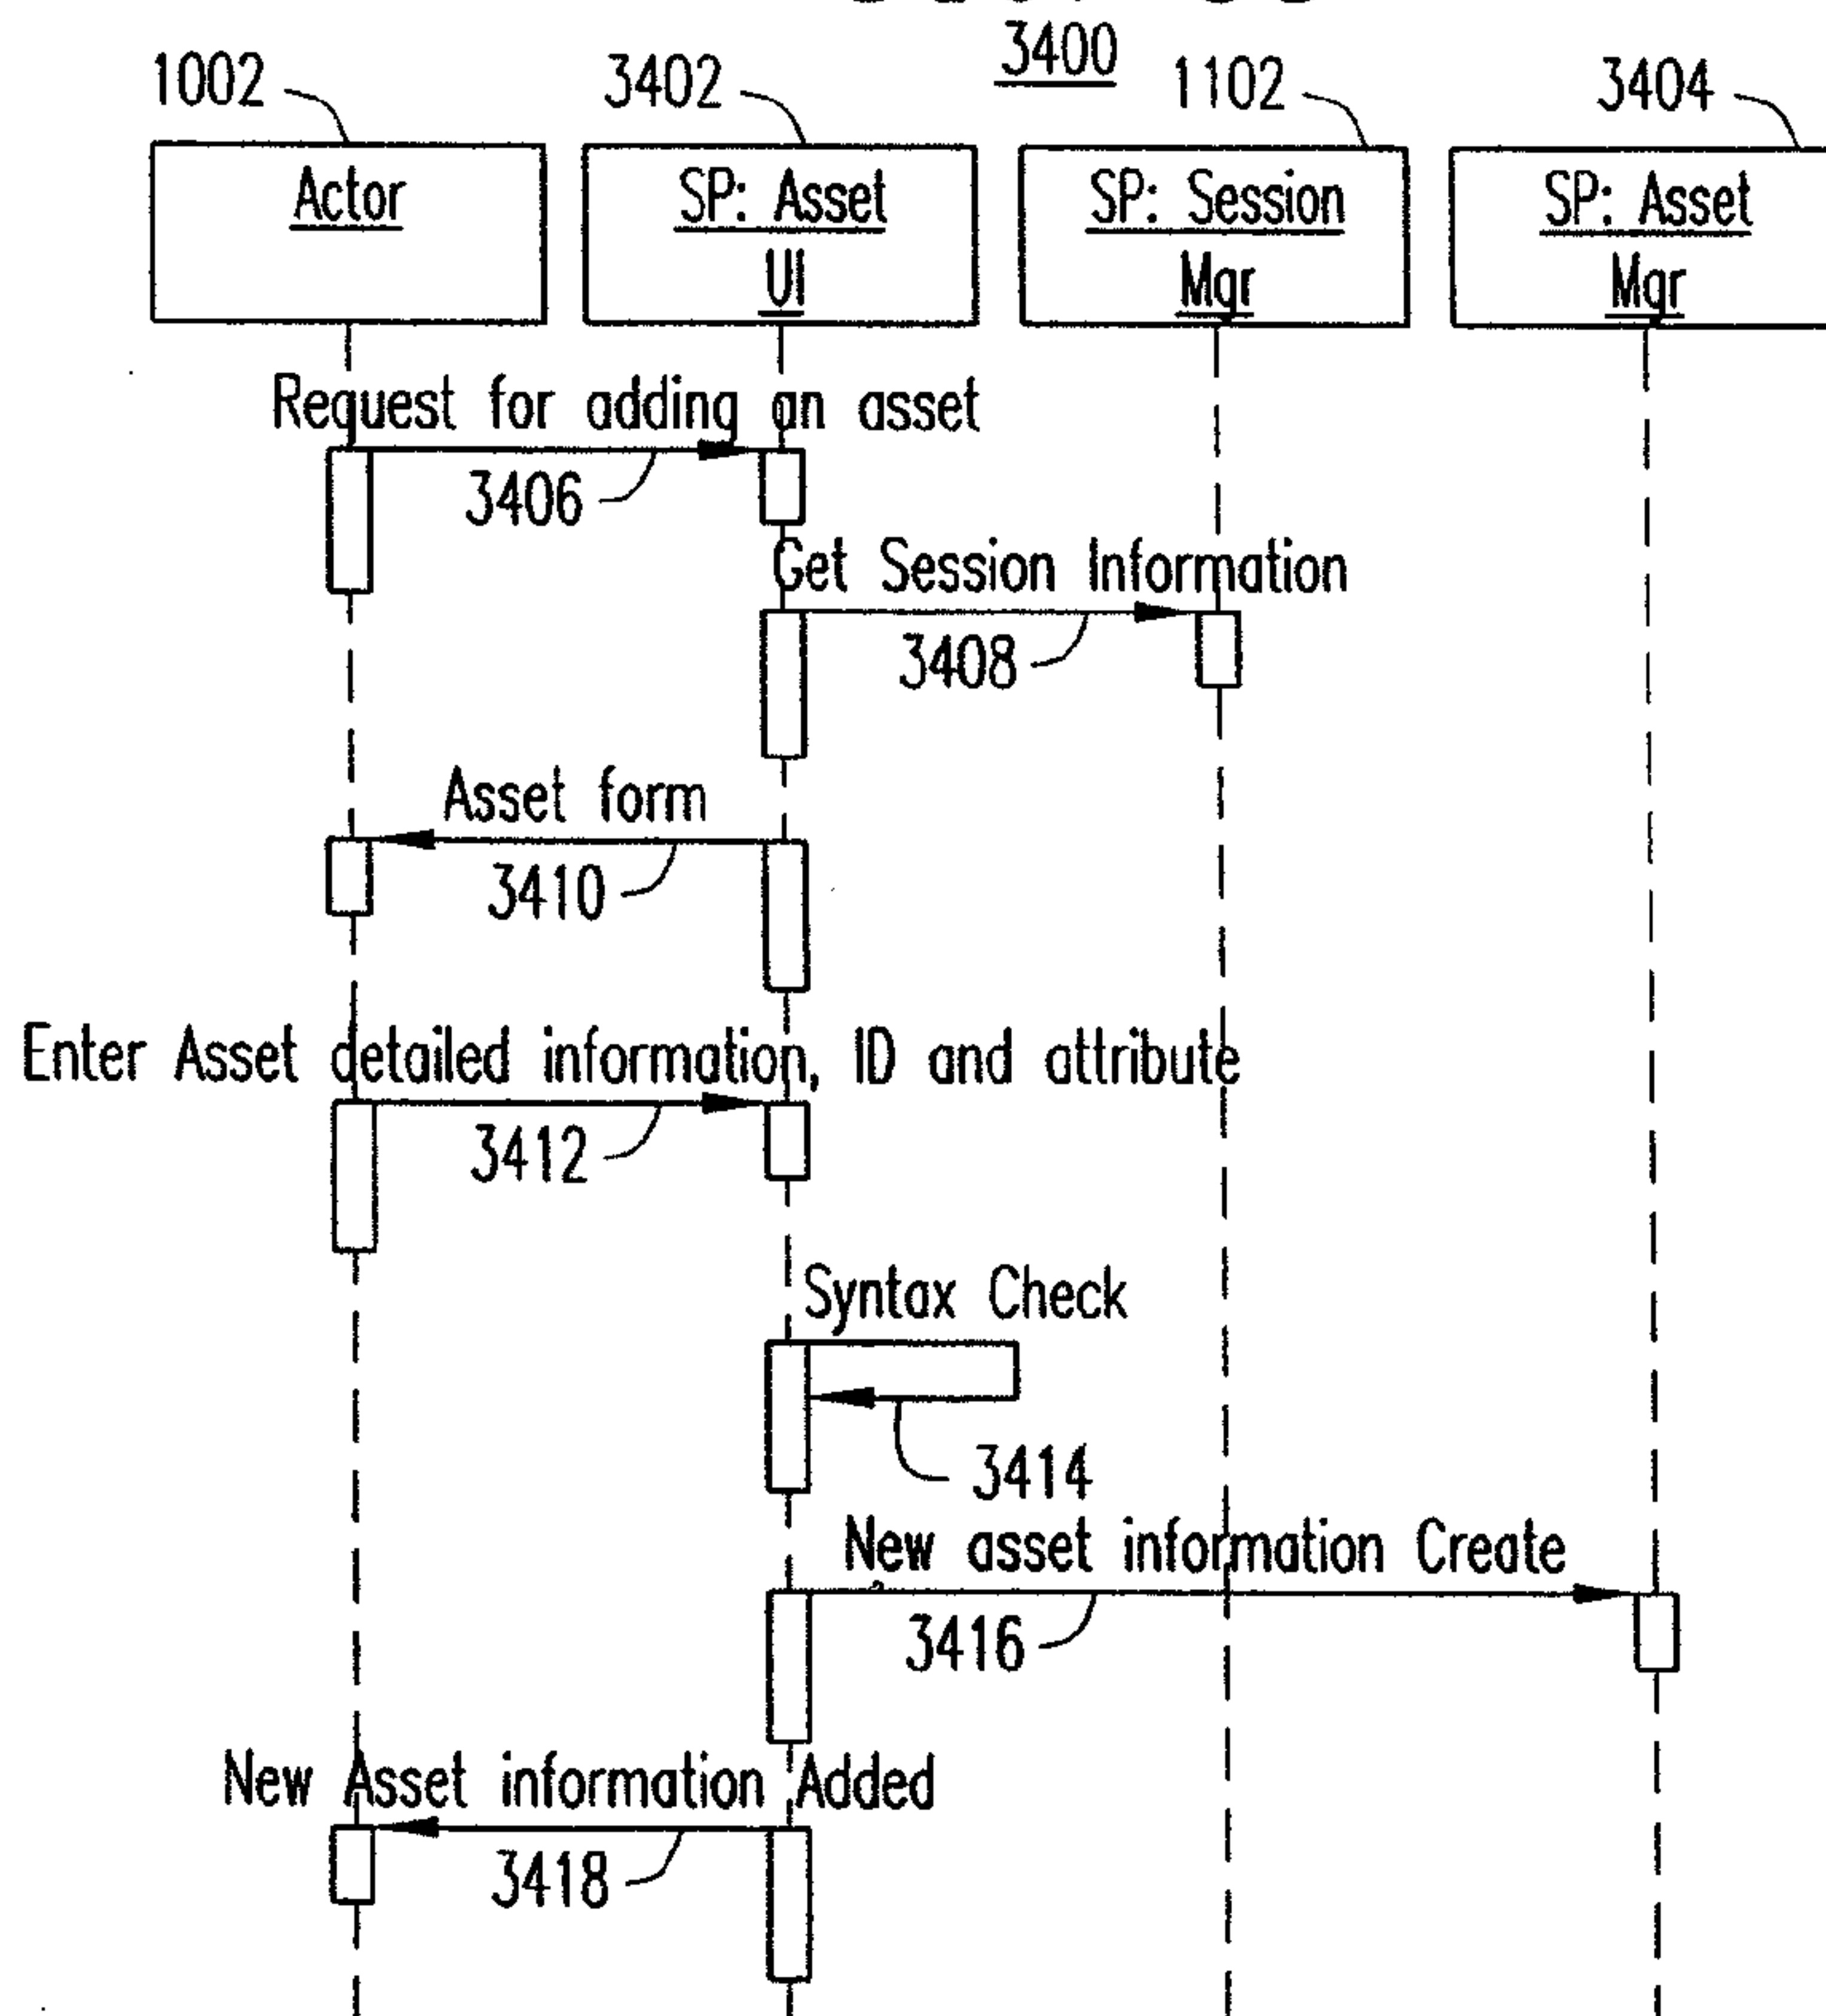 3400
1002
3402
1102
3404
Actor
SP: Asset
UI
SP: Session
Mgr
SP: Asset
Mgr
Request for adding an asset
3406
Get Session Information
3408
Asset form
3410
Enter Asset detailed information, ID and attribute
3412
Syntax Check
3414
New asset information Create
3416
New Asset information Added
3418